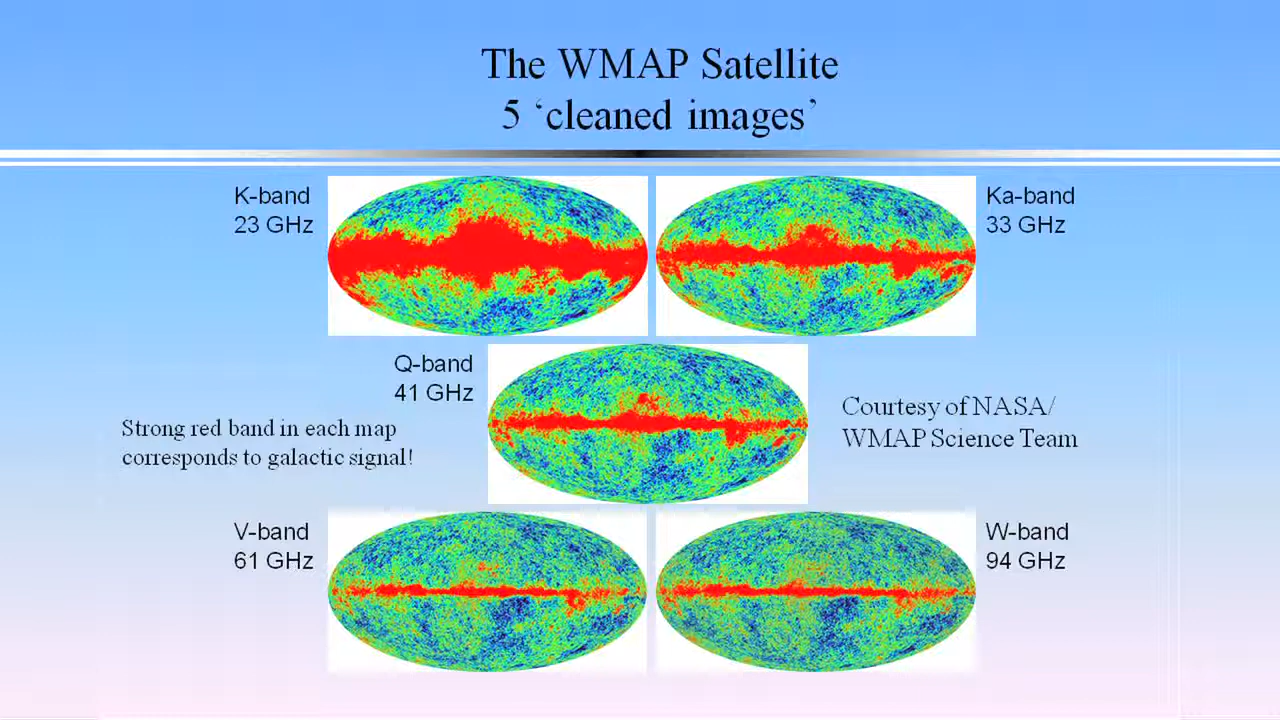 The WMAP Satellite
5 ‘cleaned images’
K-band
23 GHz
Ka-band
33 GHz
Q-band
41 GHz
Strong red band in each map
corresponds to galactic signal!
Courtesy of NASA/
WMAP Science Team
V-band
61 GHz
W-band
94 GHz